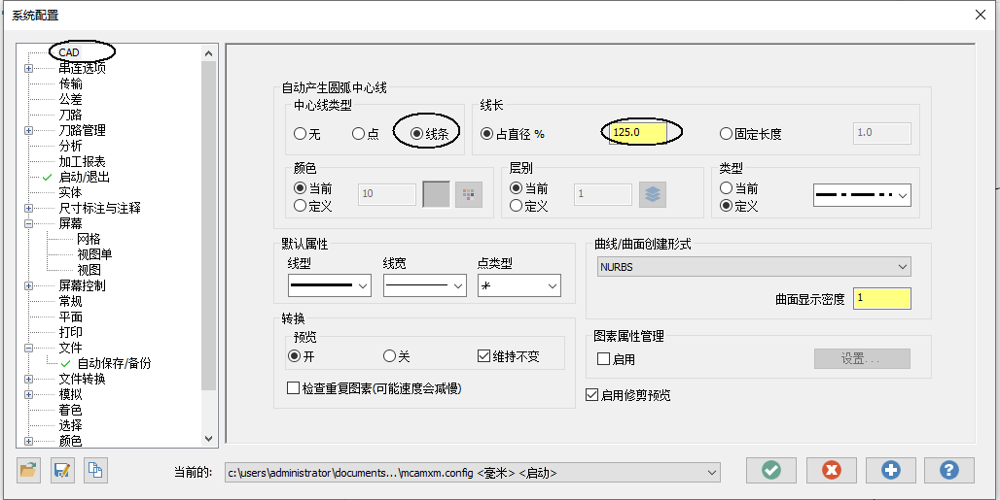 系统配置
CAD
串连选项
传输
公差
刀路
刀路管理
分析
加工报表
启动/退出
实体
尺寸标注与注释
屏幕
网格
视图单
视图
屏幕控制
常规
平面
打印
文件
自动保存/备份
文件转换
模拟
着色
选择
颜色
自动产生圆弧中心线
中心线类型
无
点
线条
线长
占直径 %
125.0
固定长度
1.0
颜色
当前
定义
10
层别
当前
定义
1
类型
当前
定义
默认属性
线型
线宽
点类型
曲线/曲面创建形式
NURBS
曲面显示密度
1
转换
预览
开
关
维持不变
检查重复图素(可能速度会减慢)
图素属性管理
启用
设置...
启用修剪预览
当前的:
c:\users\administrator\documents...\mcamxm.config <毫米> <启动>